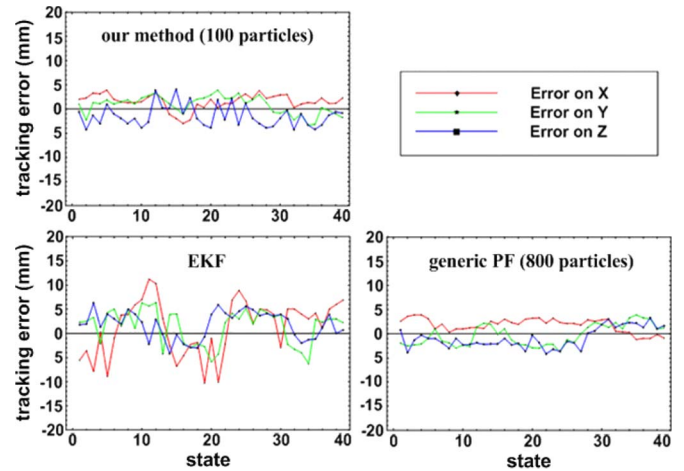 our method (100 particles)
tracking error (mm)
20
15
10
5
0
-5
-10
-15
-20
0 10 20 30 40
Error on X
Error on Y
Error on Z
EKF
tracking error (mm)
20
15
10
5
0
-5
-10
-15
-20
0 10 20 30 40
state
generic PF (800 particles)
20
15
10
5
0
-5
-10
-15
-20
0 10 20 30 40
state